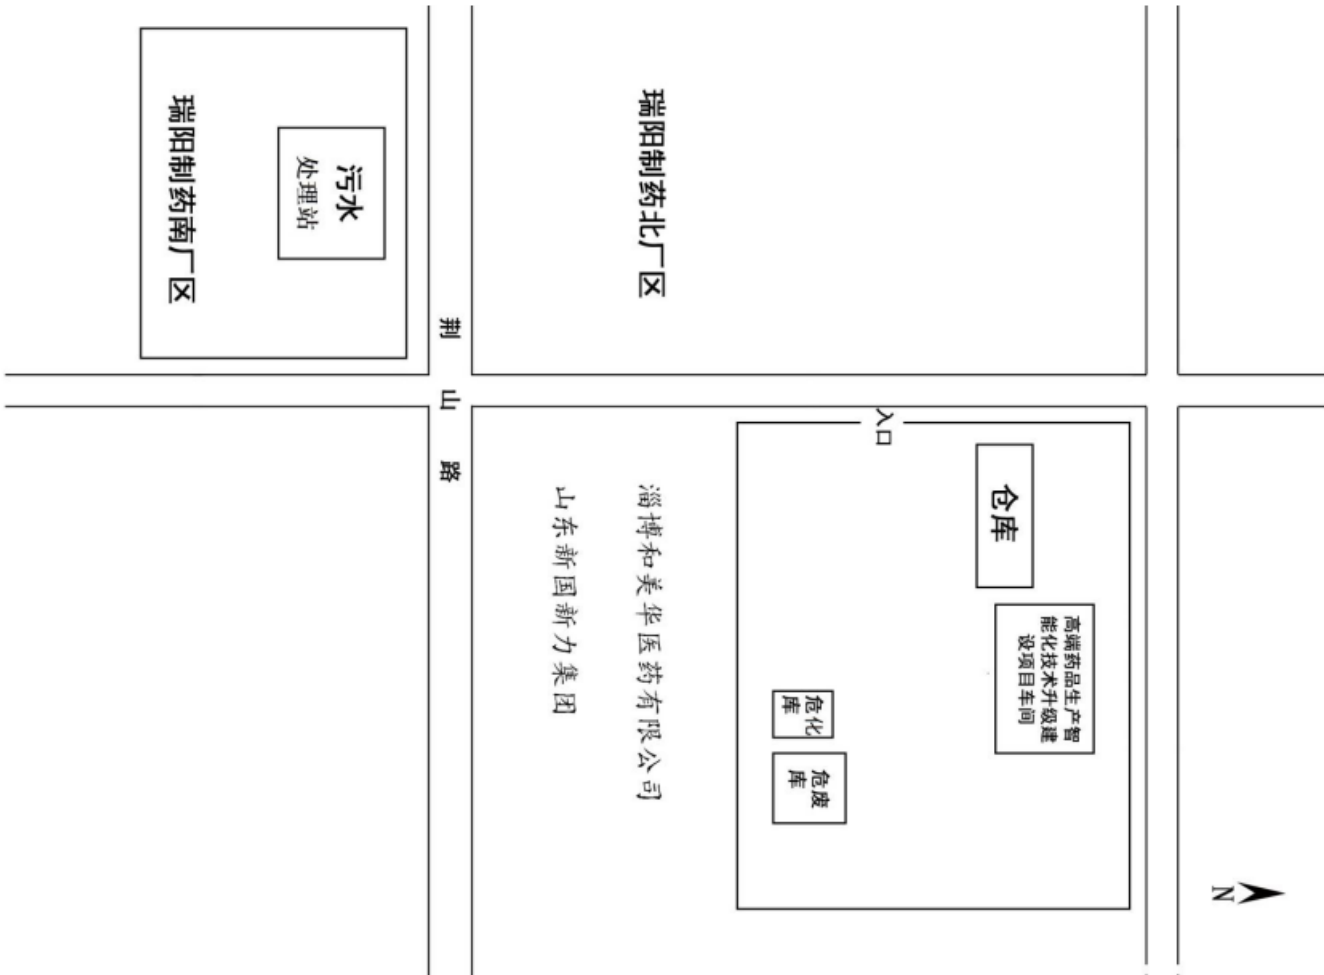 N
高端药品生产智
能化技术升级建
设项目车间
仓库
入口
危化
库
危废
库
瑞阳制药北厂区
淄博和美华医药有限公司
山东新国新力集团
荆山路
污水
处理站
瑞阳制药南厂区